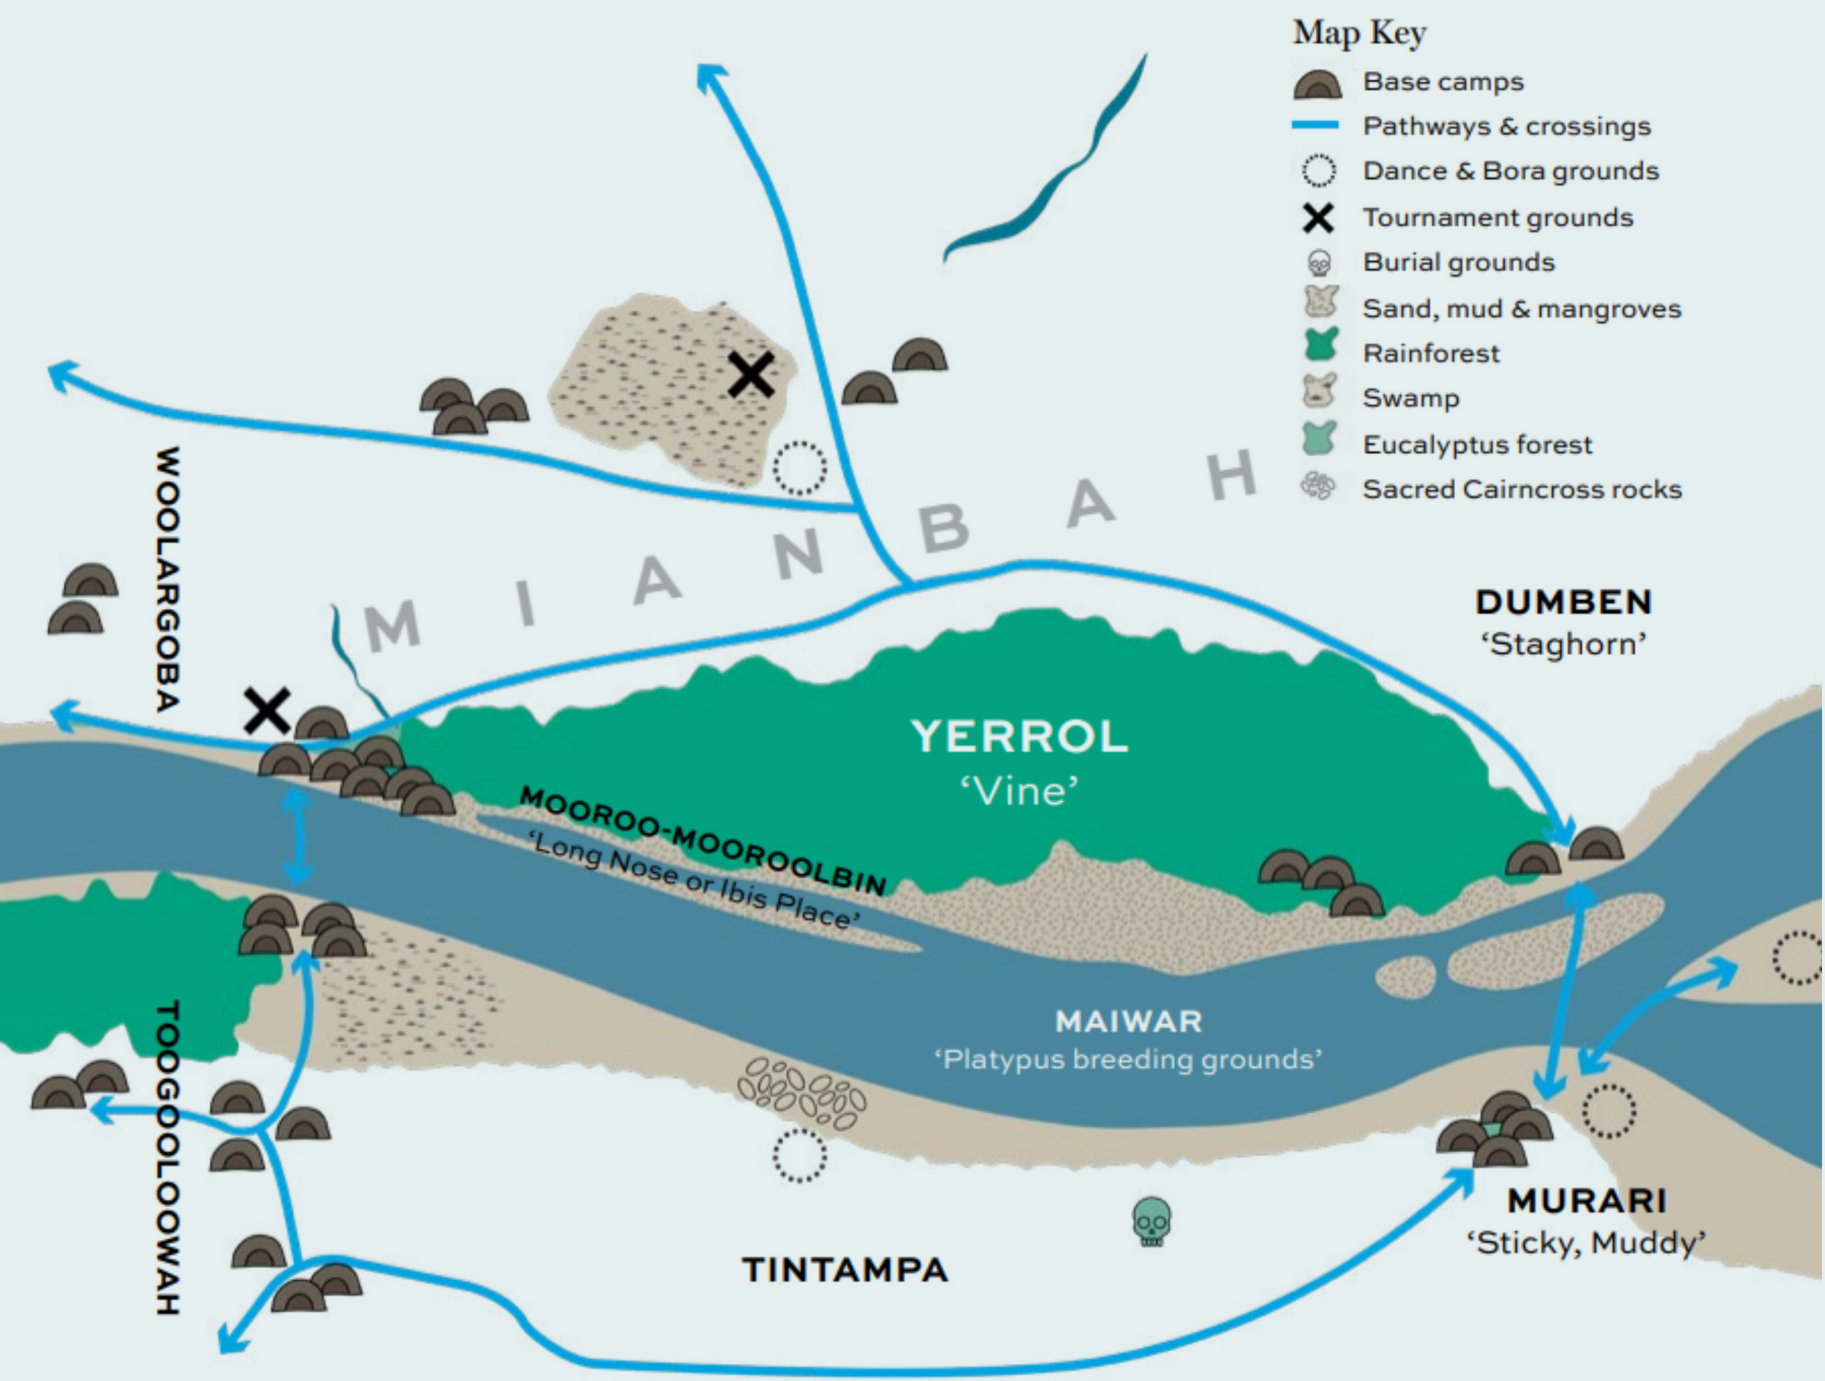 Map Key
Base camps
Pathways & crossings
Dance & Bora grounds
Tournament grounds
Burial grounds
Sand, mud & mangroves
Rainforest
Swamp
Eucalyptus forest
Sacred Cairncross rocks
WOOLARGOBA
MIANBAH
DUMBEN
‘Staghorn’
YERROL
‘Vine’
MOOROO-MOOROOLBIN
‘Long Nose or Ibis Place’
MAIWAR
‘Platypus breeding grounds’
TOOGOOLOOWAH
TINTAMPA
MURARI
‘Sticky, Muddy’